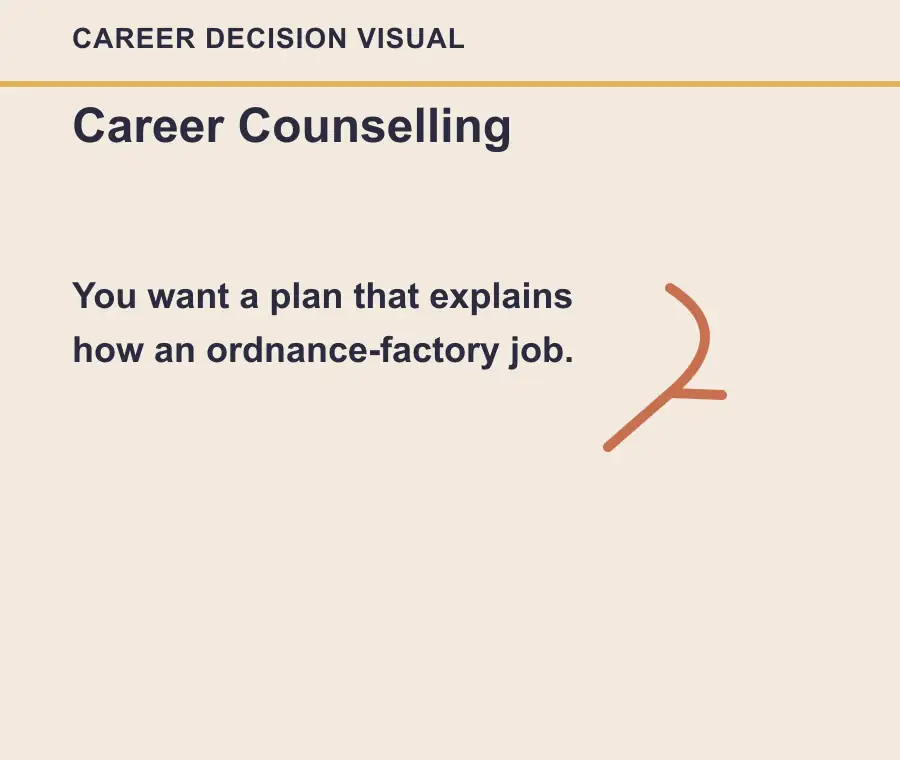 CAREER DECISION VISUAL
Career Counselling
You want a plan that explains
how an ordnance-factory job.